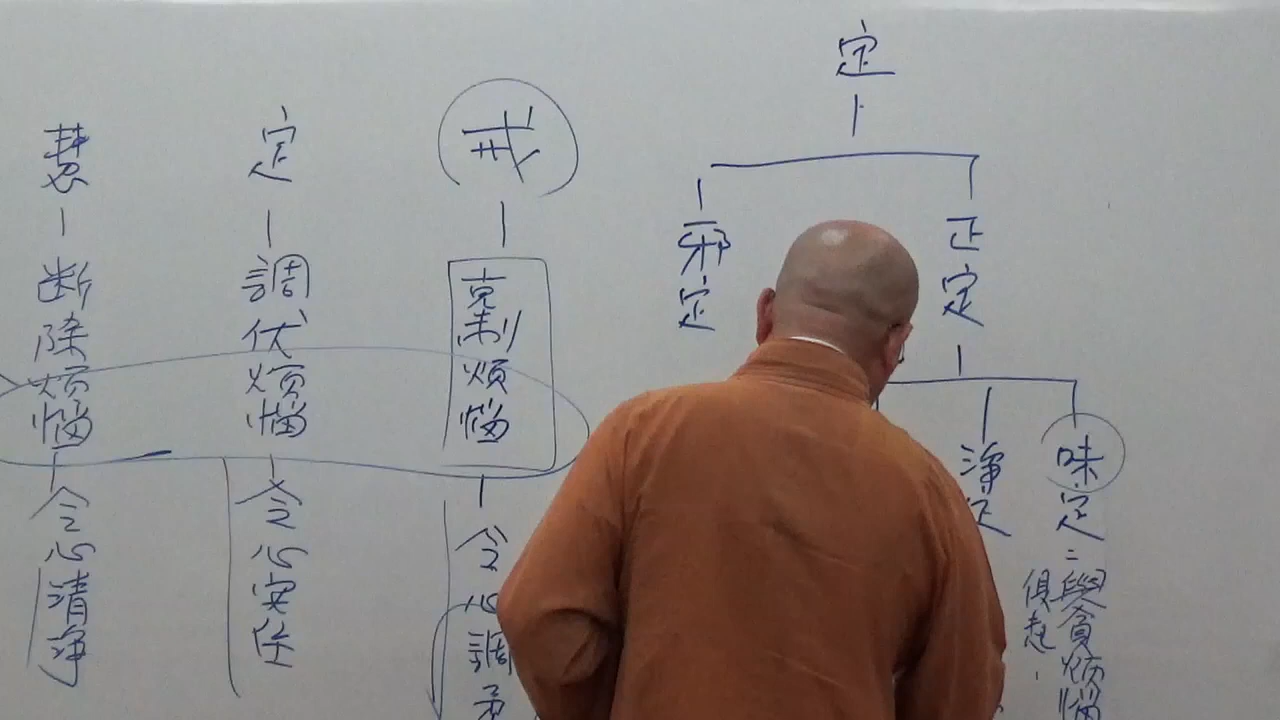 定
正定
邪定
味定=與貪煩惱
俱起.
淨定
戒
克制煩惱
令心調柔
定
調伏煩惱
令心安住
慧
斷除煩惱
令心清淨